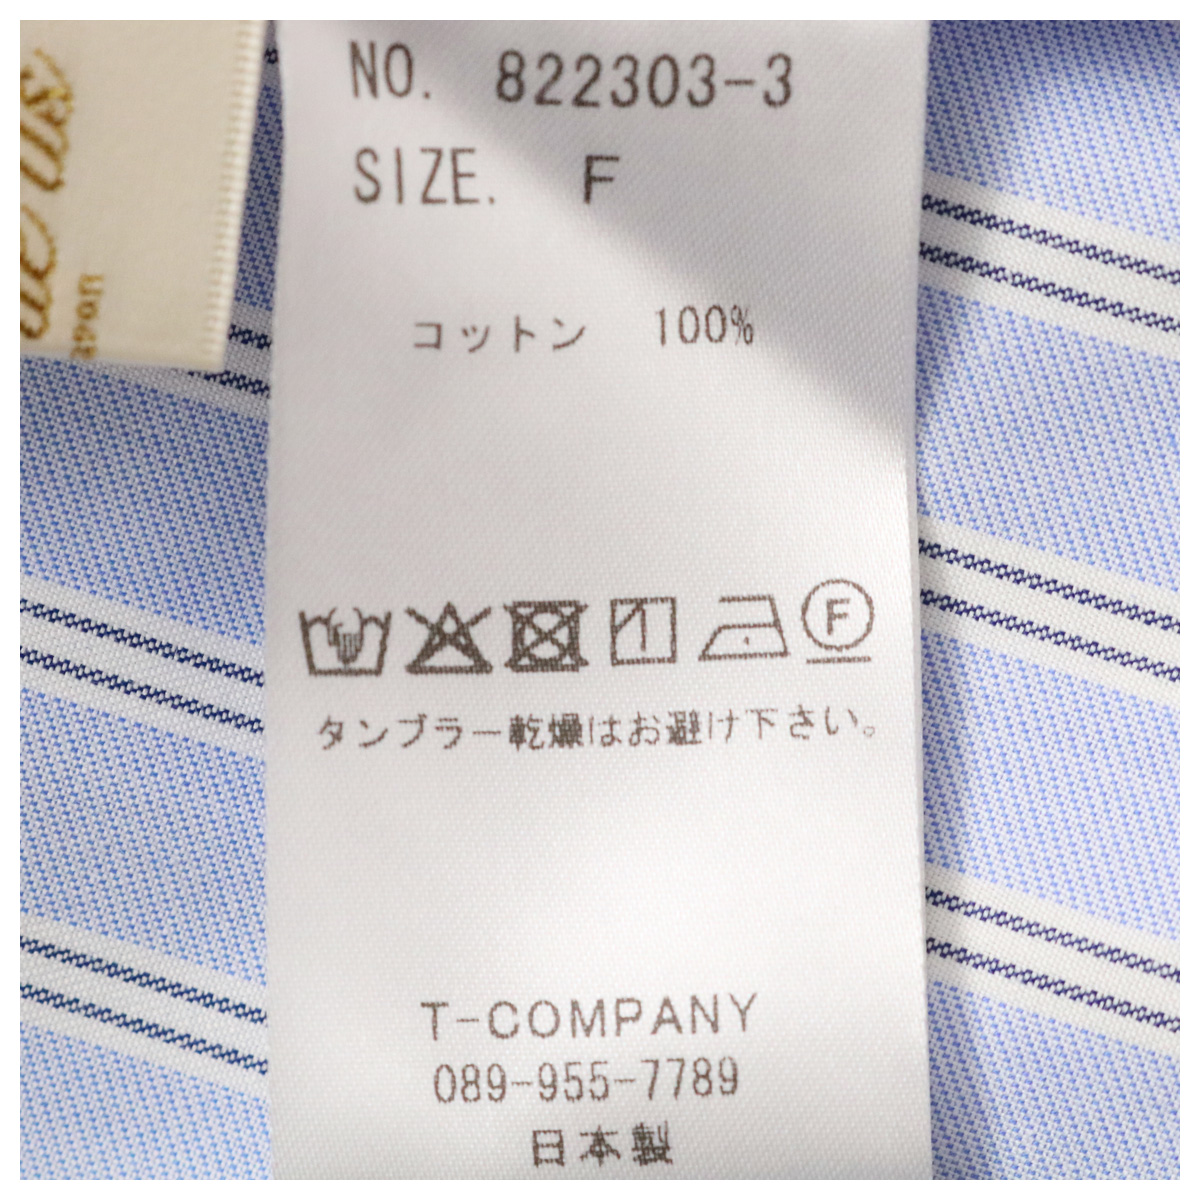 NO. 822303-3
SIZE. F
コットン 100%
F
タンブラー乾燥はお避け下さい。
T-COMPANY
089-955-7789
日本製